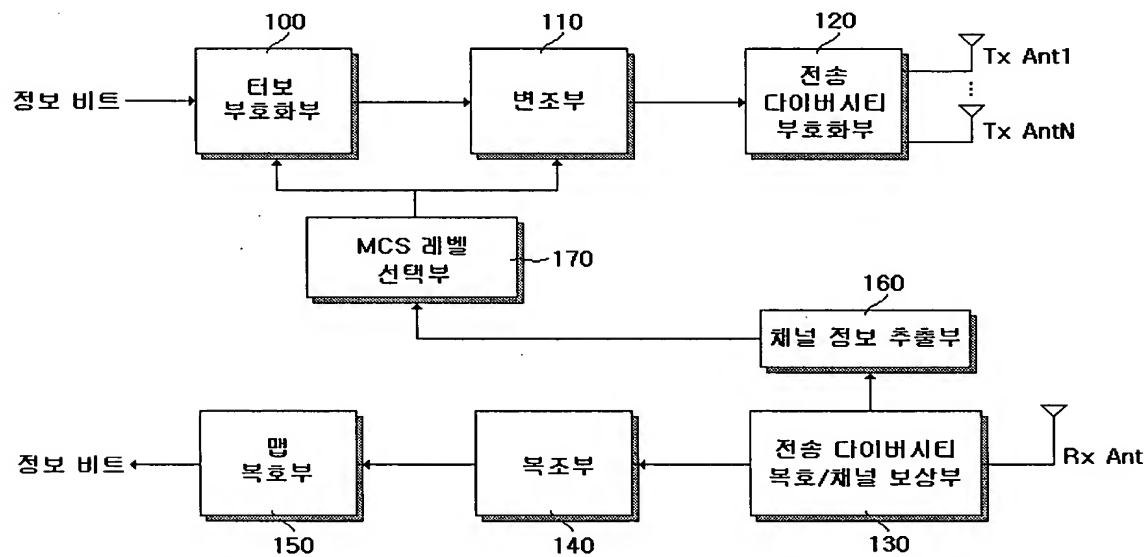 100
110
120
정보 비트
터보
부호화부
변조부
전송
다이버시티
부호화부
Tx Ant1
Tx AntN
MCS 레벨
선택부
170
160
채널 정보 추출부
정보 비트
맵
복호부
복조부
전송 다이버시티
복호/채널 보상부
Rx Ant
150
140
130